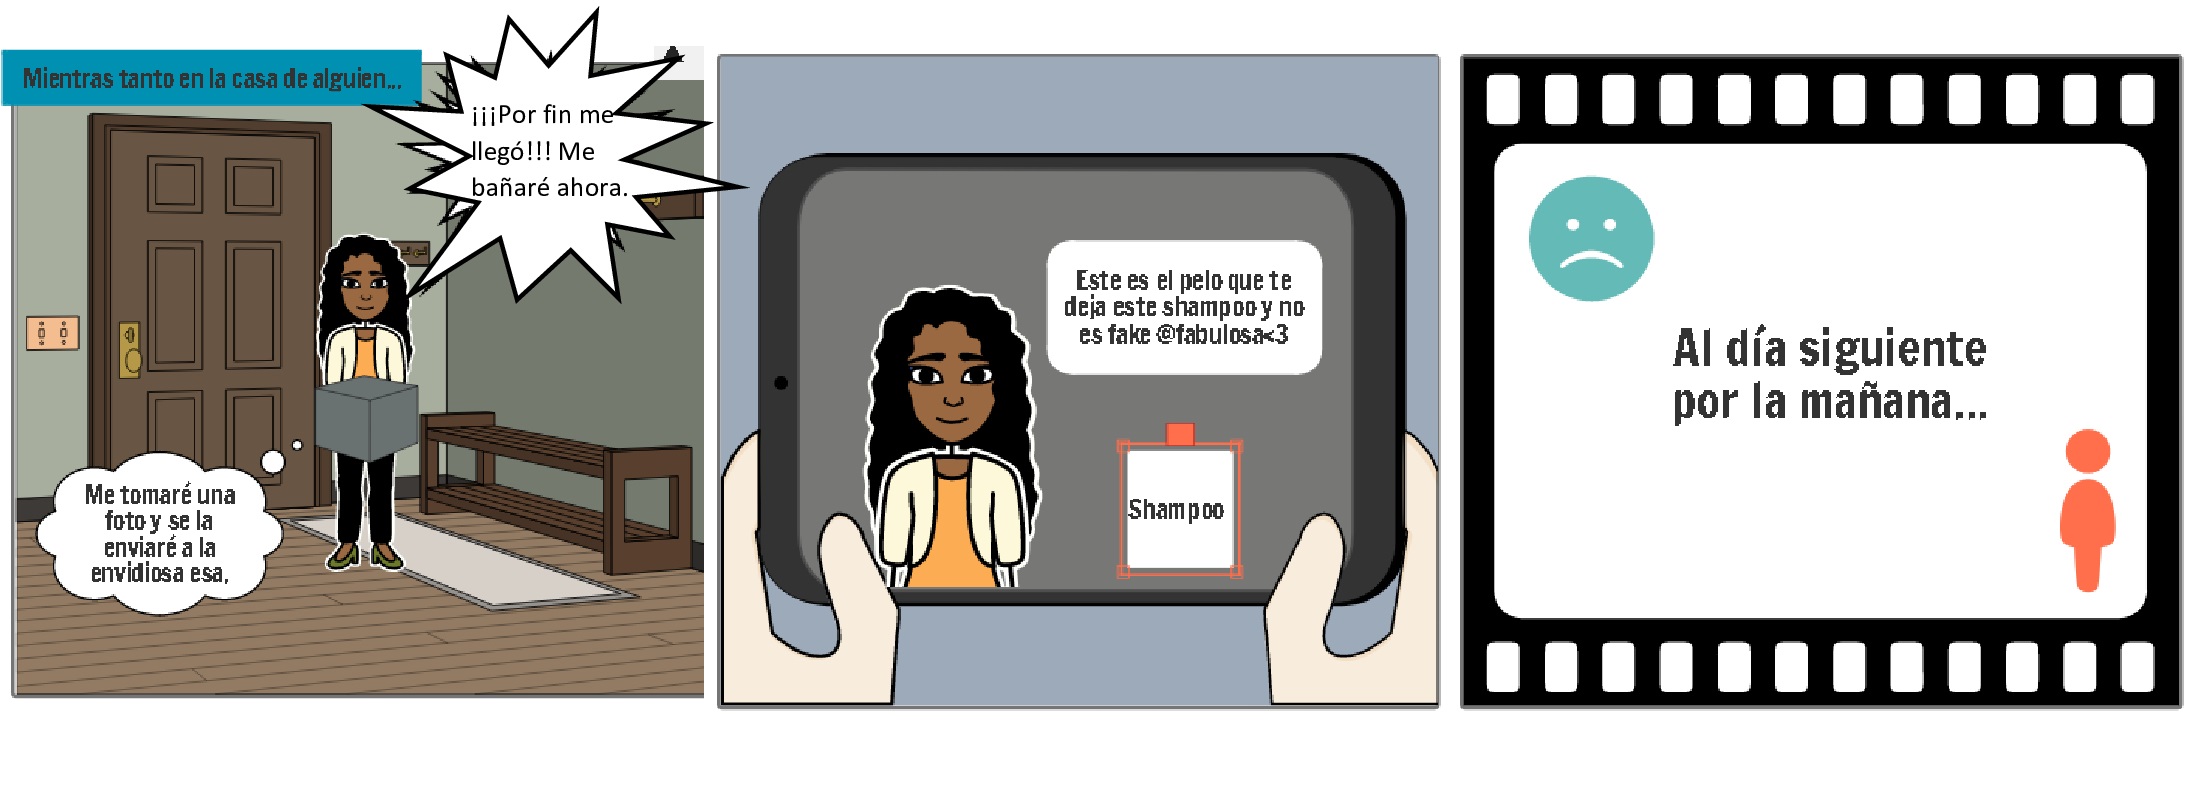 Mientras tanto en la casa de alguien...
¡¡¡Por fin me
llegó!!! Me
bañaré ahora.
Me tomaré una
foto y se la
enviaré a la
envidiosa esa,
Este es el pelo que te
deja este shampoo y no
es fake @fabulosa<3
Shampoo
Al día siguiente
por la mañana...